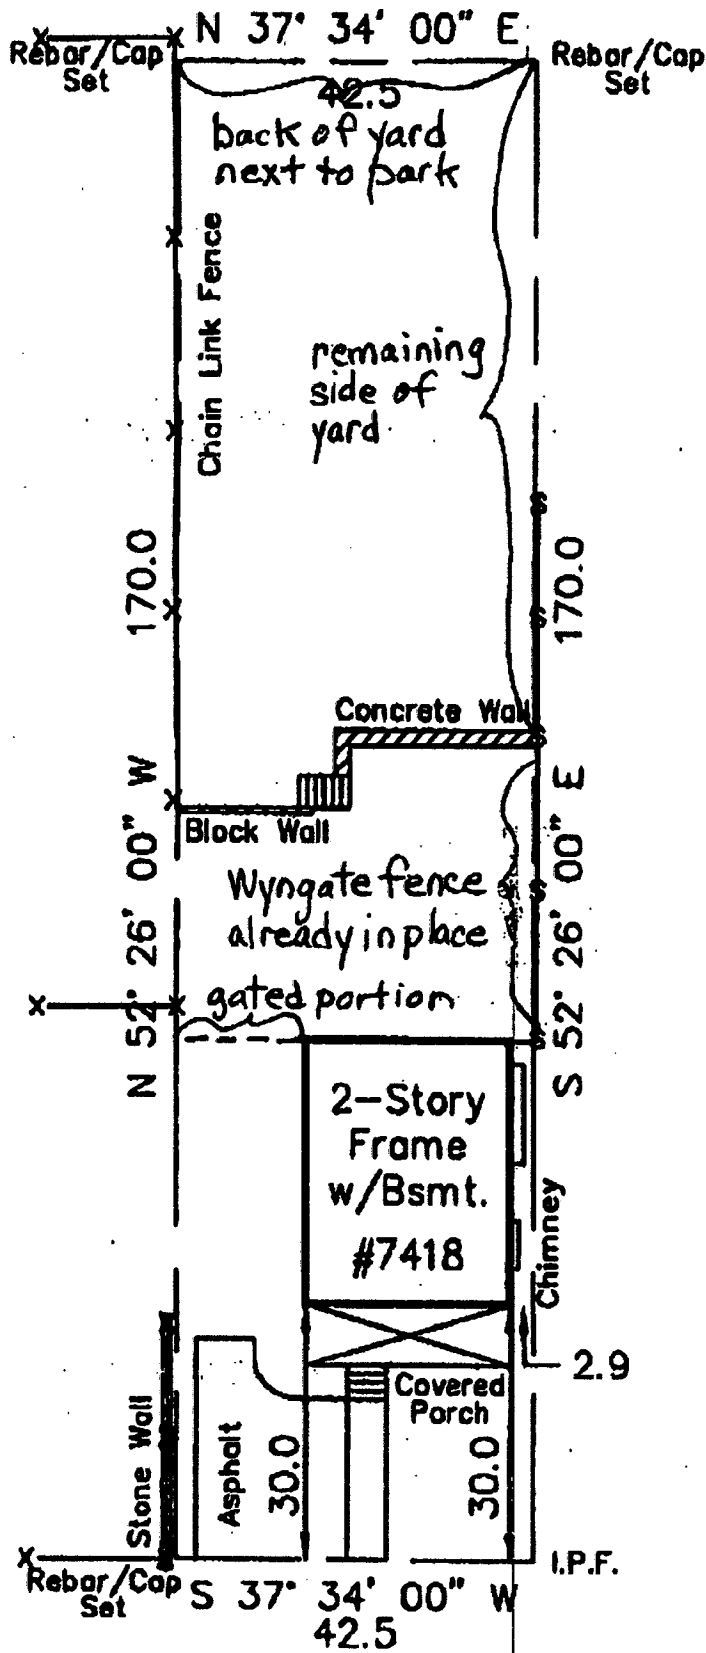 N 37° 34' 00" E
Rebar/Cap
Set
Rebar/Cap
Set
42.5
back of yard
next to park
Chain Link Fence
remaining
side of
yard
170.0
170.0
Concrete Wall
Block Wall
N 52° 26' 00" W
S 52° 26' 00" E
Wyngate fence
already in place
gated portion
2-Story
Frame
w/Bsmt.
#7418
Chimney
2.9
Covered
Porch
Stone Wall
Asphalt
30.0
30.0
I.P.F.
Rebar/Cap
Set
S 37° 34' 00" W
42.5